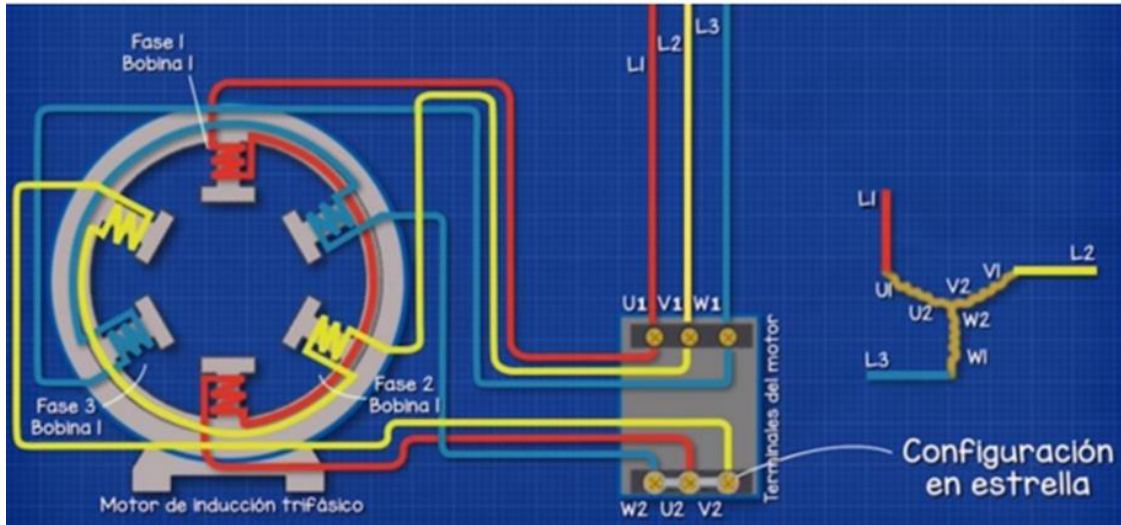 Fase 1
Bobina 1
L1
L2
L3
U1 V1 W1
Terminales del motor
W2 U2 V2
Fase 3
Bobina 1
Fase 2
Bobina 1
Motor de inducción trifásico
L1
L2
L3
U1
U2
V2
V1
W2
W1
Configuración
en estrella